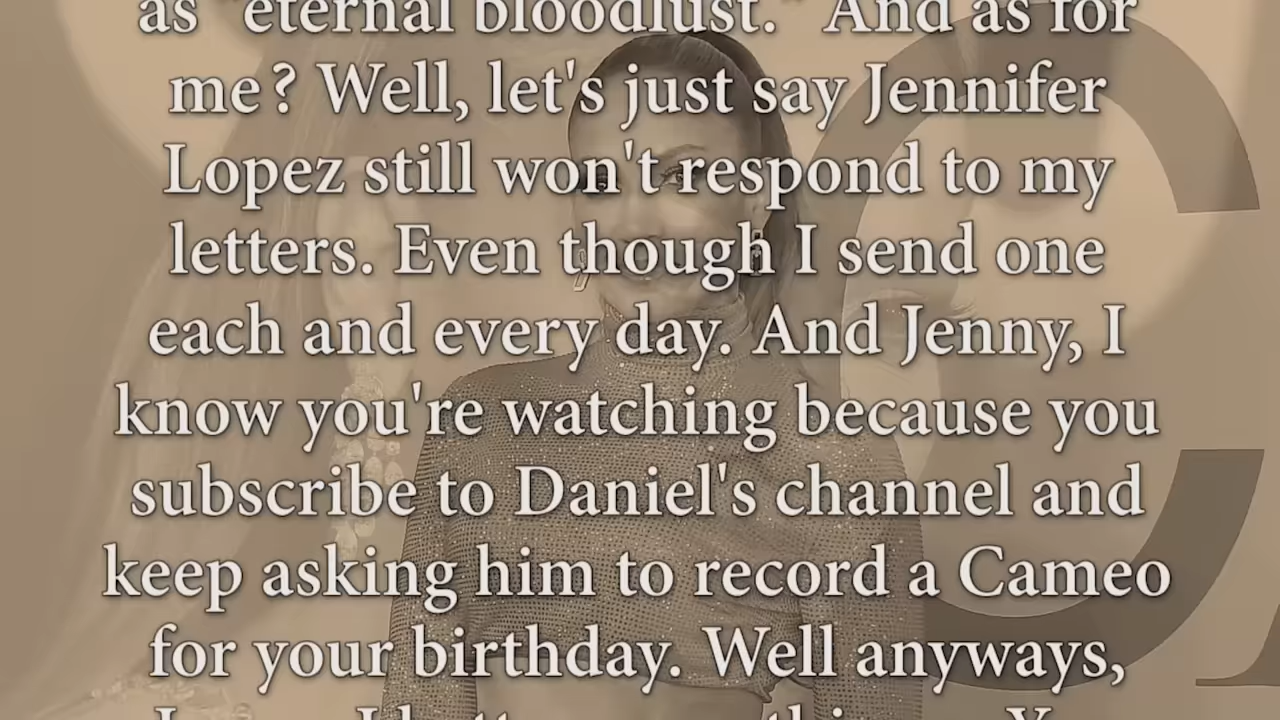 as "eternal bloodlust." And as for
me? Well, let's just say Jennifer
Lopez still won't respond to my
letters. Even though I send one
each and every day. And Jenny, I
know you're watching because you
subscribe to Daniel's channel and
keep asking him to record a Cameo
for your birthday. Well anyways,